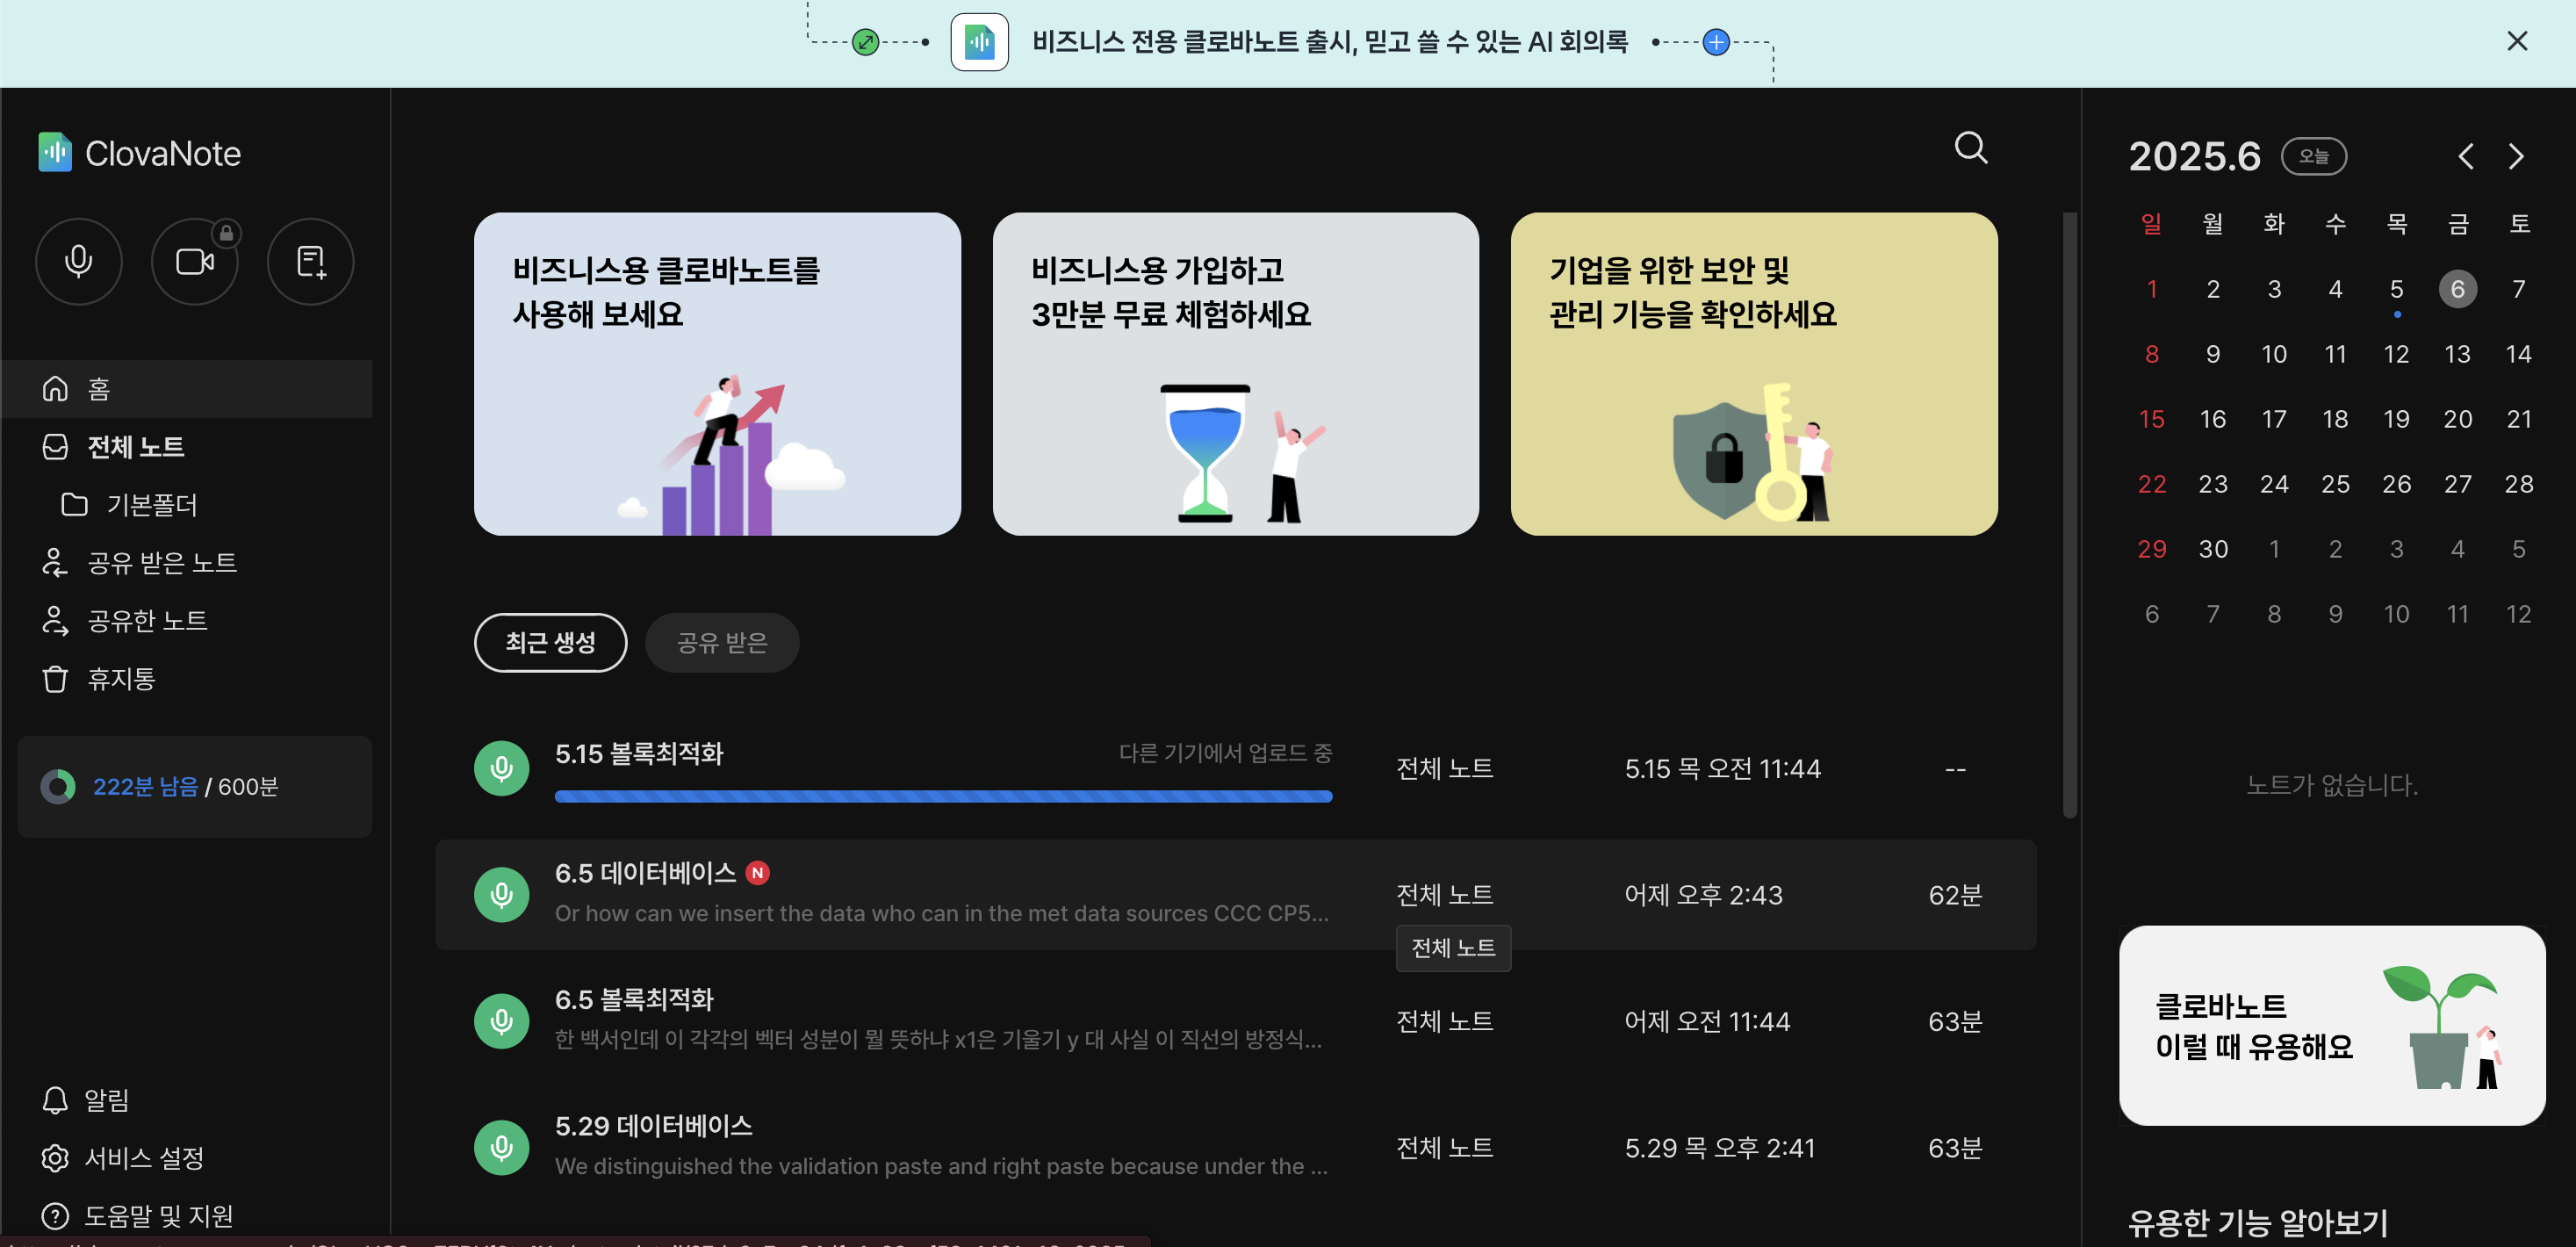 비즈니스 전용 클로바노트 출시, 믿고 쓸 수 있는 AI 회의록
ClovaNote
홈
전체 노트
기본폴더
공유 받은 노트
공유한 노트
휴지통
222분 남음 / 600분
알림
서비스 설정
도움말 및 지원
비즈니스용 클로바노트를
사용해 보세요
비즈니스용 가입하고
3만분 무료 체험하세요
기업을 위한 보안 및
관리 기능을 확인하세요
최근 생성
공유 받은
5.15 볼록최적화
다른 기기에서 업로드 중
전체 노트
5.15 목 오전 11:44
--
6.5 데이터베이스 N
Or how can we insert the data who can in the met data sources CCC CP5...
전체 노트
어제 오후 2:43
62분
전체 노트
6.5 볼록최적화
한 백서인데 이 각각의 벡터 성분이 뭘 뜻하냐 x1은 기울기 y 대 사실 이 직선의 방정식...
전체 노트
어제 오전 11:44
63분
5.29 데이터베이스
We distinguished the validation paste and right paste because under the ...
전체 노트
5.29 목 오후 2:41
63분
2025.6 오늘
일 월 화 수 목 금 토
1 2 3 4 5 6 7
8 9 10 11 12 13 14
15 16 17 18 19 20 21
22 23 24 25 26 27 28
29 30 1 2 3 4 5
6 7 8 9 10 11 12
노트가 없습니다.
클로바노트
이럴 때 유용해요
유용한 기능 알아보기